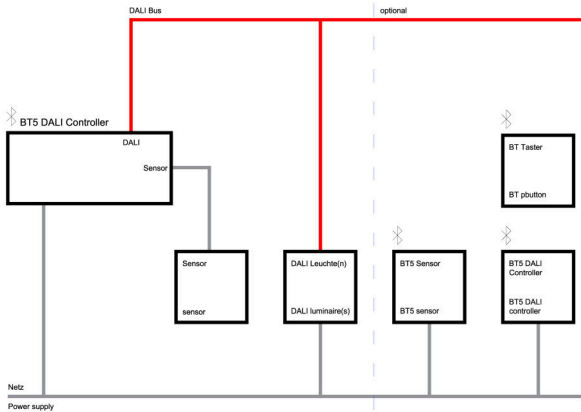 DALI Bus
optional
BT5 DALI Controller
DALI
Sensor
BT Taster
BT pbutton
Sensor
sensor
DALI Leuchte(n)
DALI luminaire(s)
BT5 Sensor
BT5 sensor
BT5 DALI
Controller
BT5 DALI
controller
Netz
Power supply